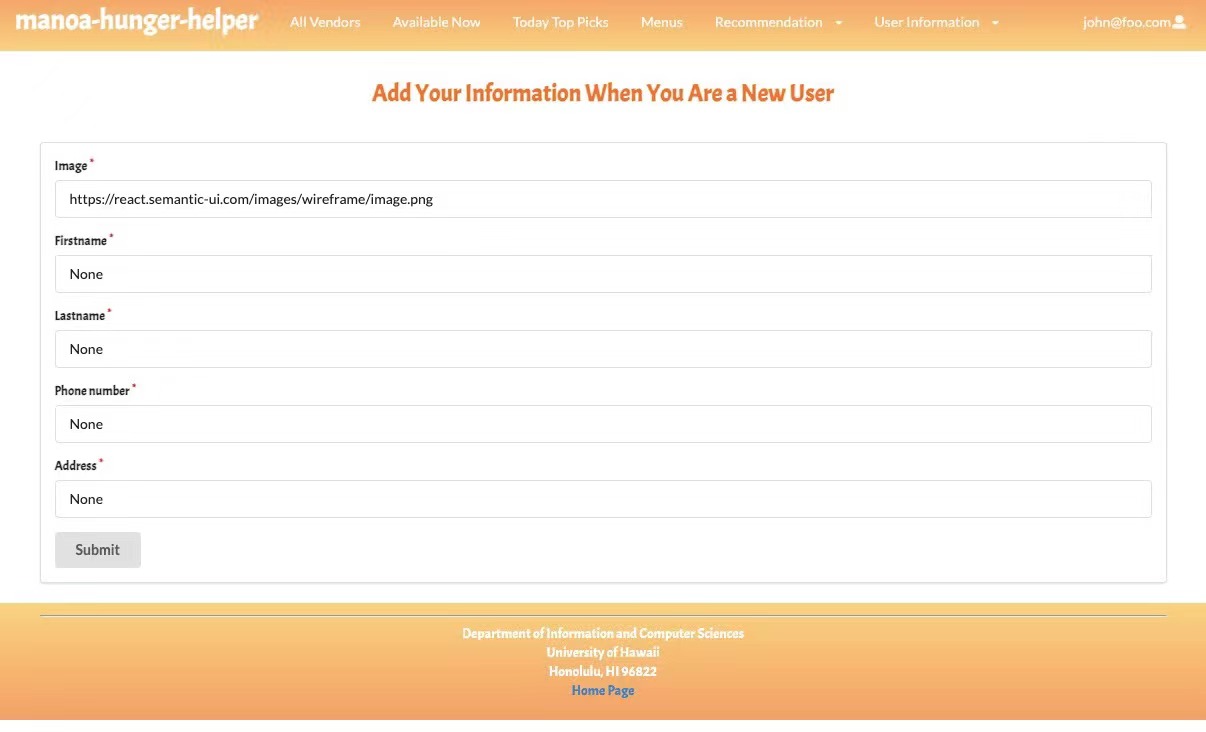 manoa-hunger-helper All Vendors Available Now Today Top Picks Menus Recommendation User Information john@foo.com
Add Your Information When You Are a New User
Image *
https://react.semantic-ui.com/images/wireframe/image.png
Firstname *
None
Lastname *
None
Phone number *
None
Address *
None
Submit
Department of Information and Computer Sciences
University of Hawaii
Honolulu, HI 96822
Home Page